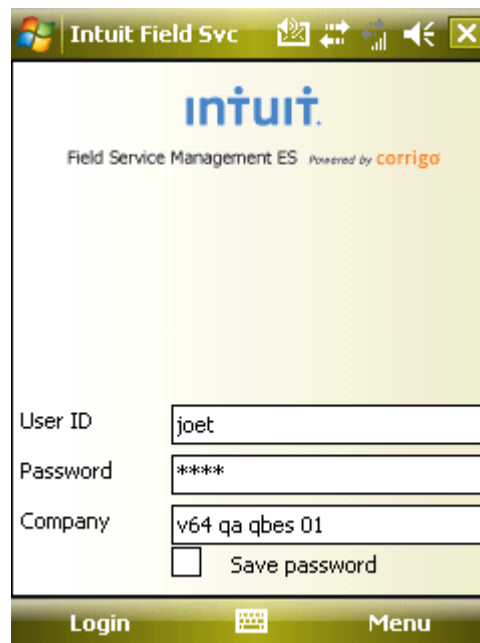 Intuit Field Svc
intuit.
Field Service Management ES Powered by corrigo
User ID joet
Password ****
Company v64 qa qbes 01
Save password
Login Menu